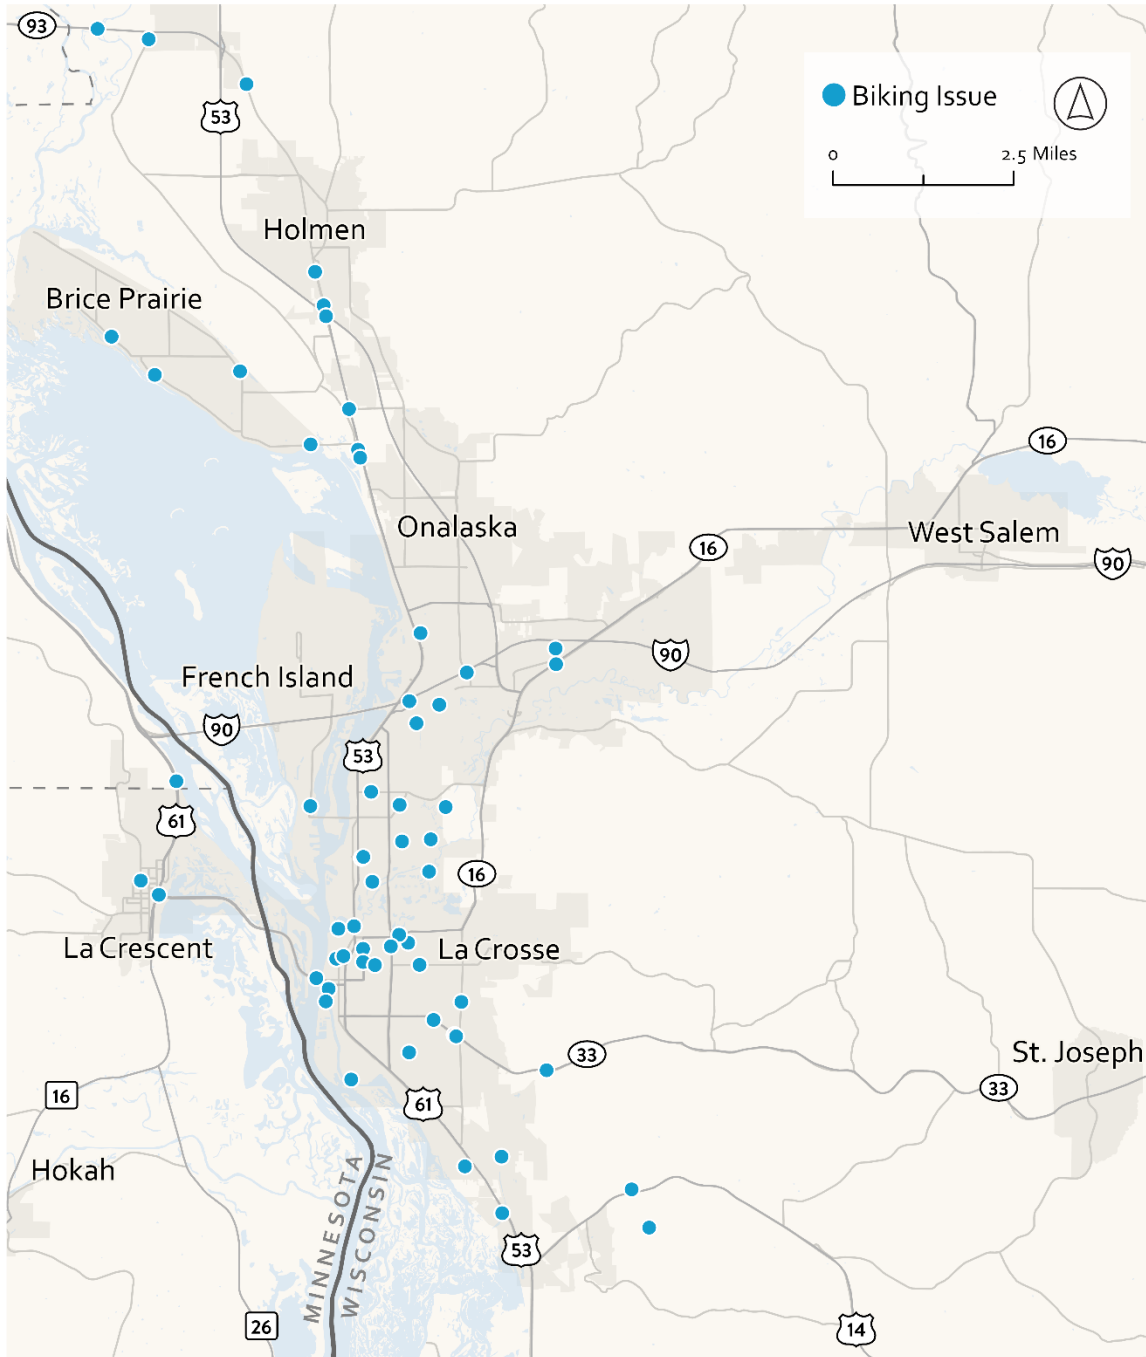 93
Biking Issue
0 2.5 Miles
53
Holmen
Brice Prairie
16
Onalaska
West Salem
16
90
90
French Island
90
53
61
16
La Crescent
La Crosse
33
St. Joseph
33
16
61
Hokah
MINNESOTA
WISCONSIN
53
26
14